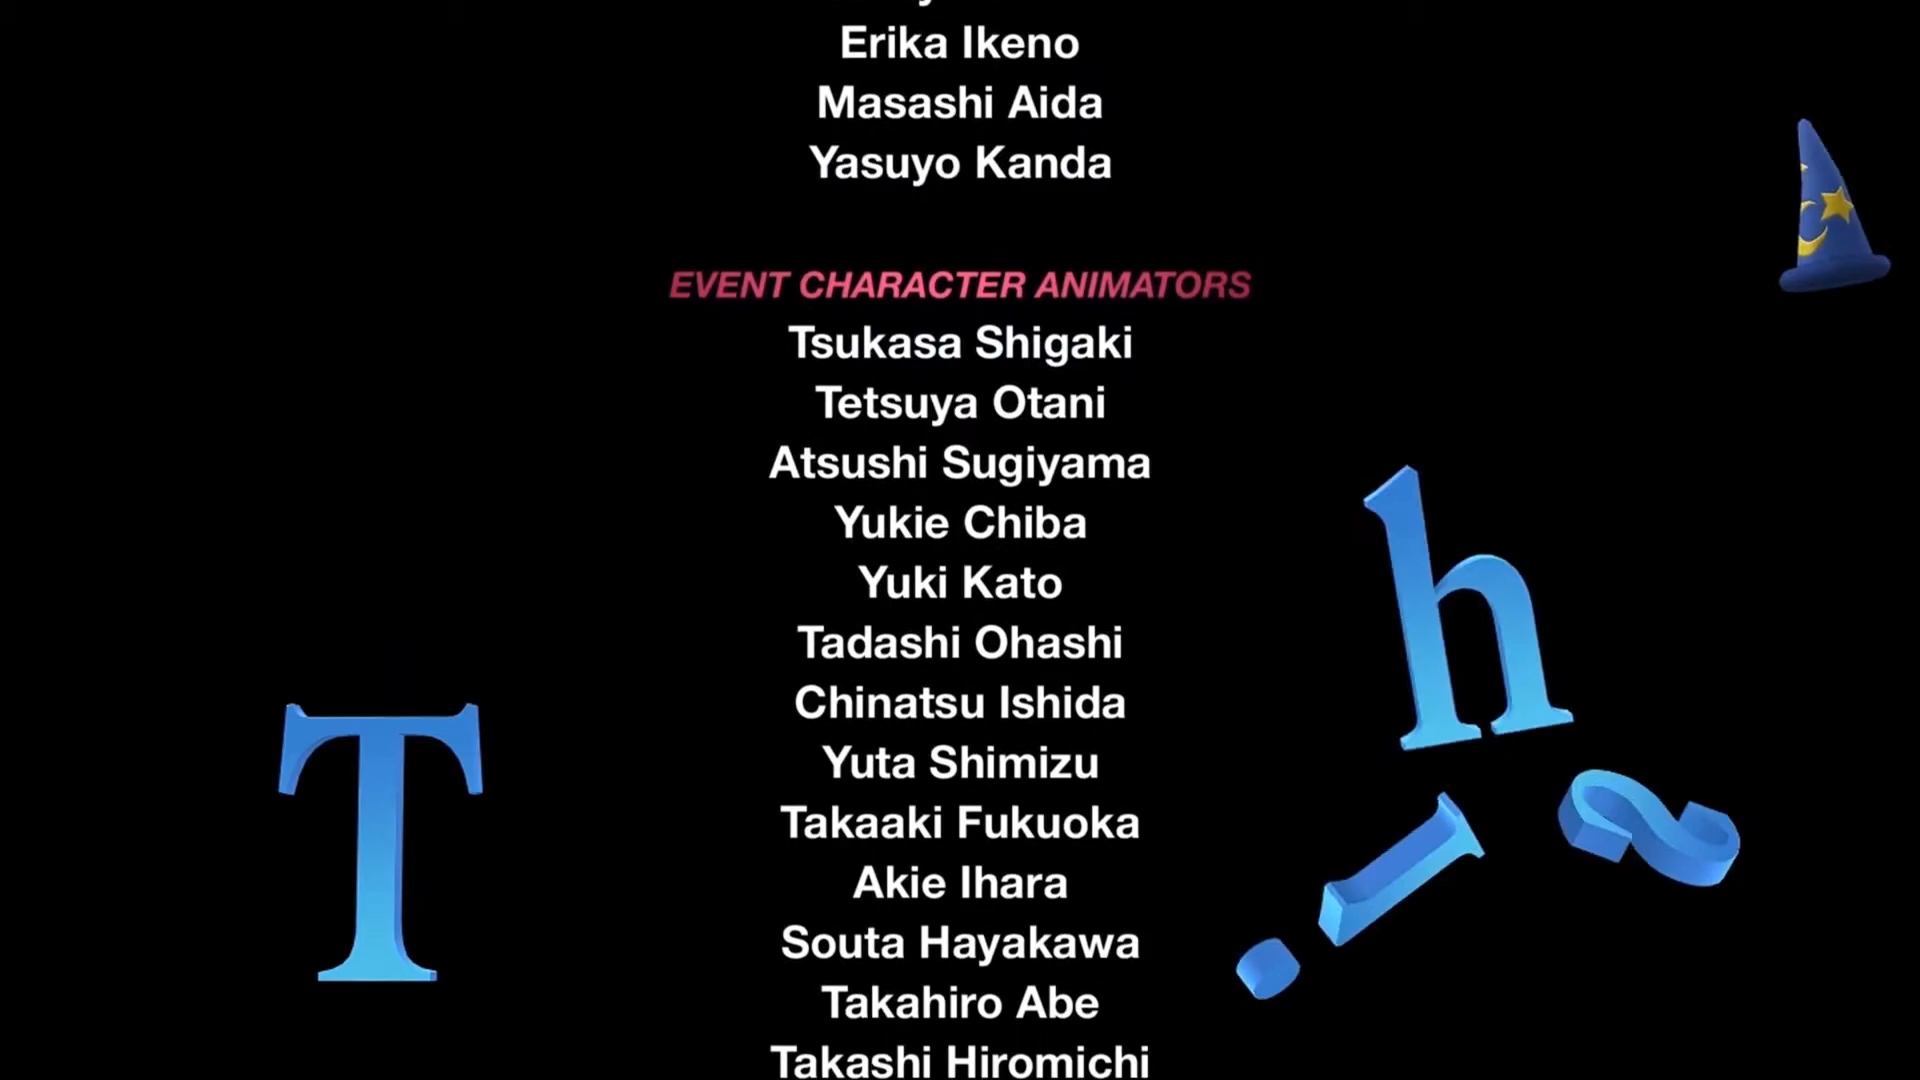 Erika Ikeno
Masashi Aida
Yasuyo Kanda
EVENT CHARACTER ANIMATORS
Tsukasa Shigaki
Tetsuya Otani
Atsushi Sugiyama
Yukie Chiba
Yuki Kato
Tadashi Ohashi
Chinatsu Ishida
Yuta Shimizu
Takaaki Fukuoka
Akie Ihara
Souta Hayakawa
Takahiro Abe
Takashi Hiromichi
T
h
i
s